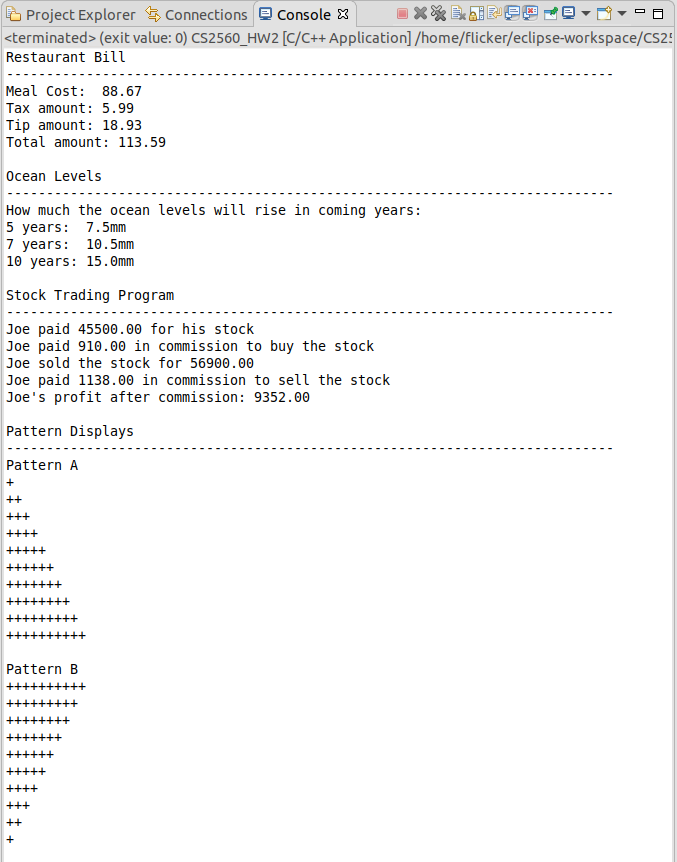 Project Explorer Connections Console
<terminated> (exit value: 0) CS2560_HW2 [C/C++ Application] /home/flicker/eclipse-workspace/CS25
Restaurant Bill
----------------------------------------------------------------------------
Meal Cost:  88.67
Tax amount: 5.99
Tip amount: 18.93
Total amount: 113.59

Ocean Levels
----------------------------------------------------------------------------
How much the ocean levels will rise in coming years:
5 years:  7.5mm
7 years:  10.5mm
10 years: 15.0mm

Stock Trading Program
----------------------------------------------------------------------------
Joe paid 45500.00 for his stock
Joe paid 910.00 in commission to buy the stock
Joe sold the stock for 56900.00
Joe paid 1138.00 in commission to sell the stock
Joe's profit after commission: 9352.00

Pattern Displays
----------------------------------------------------------------------------
Pattern A
+
++
+++
++++
+++++
++++++
+++++++
++++++++
+++++++++
++++++++++

Pattern B
++++++++++
+++++++++
++++++++
+++++++
++++++
+++++
++++
+++
++
+